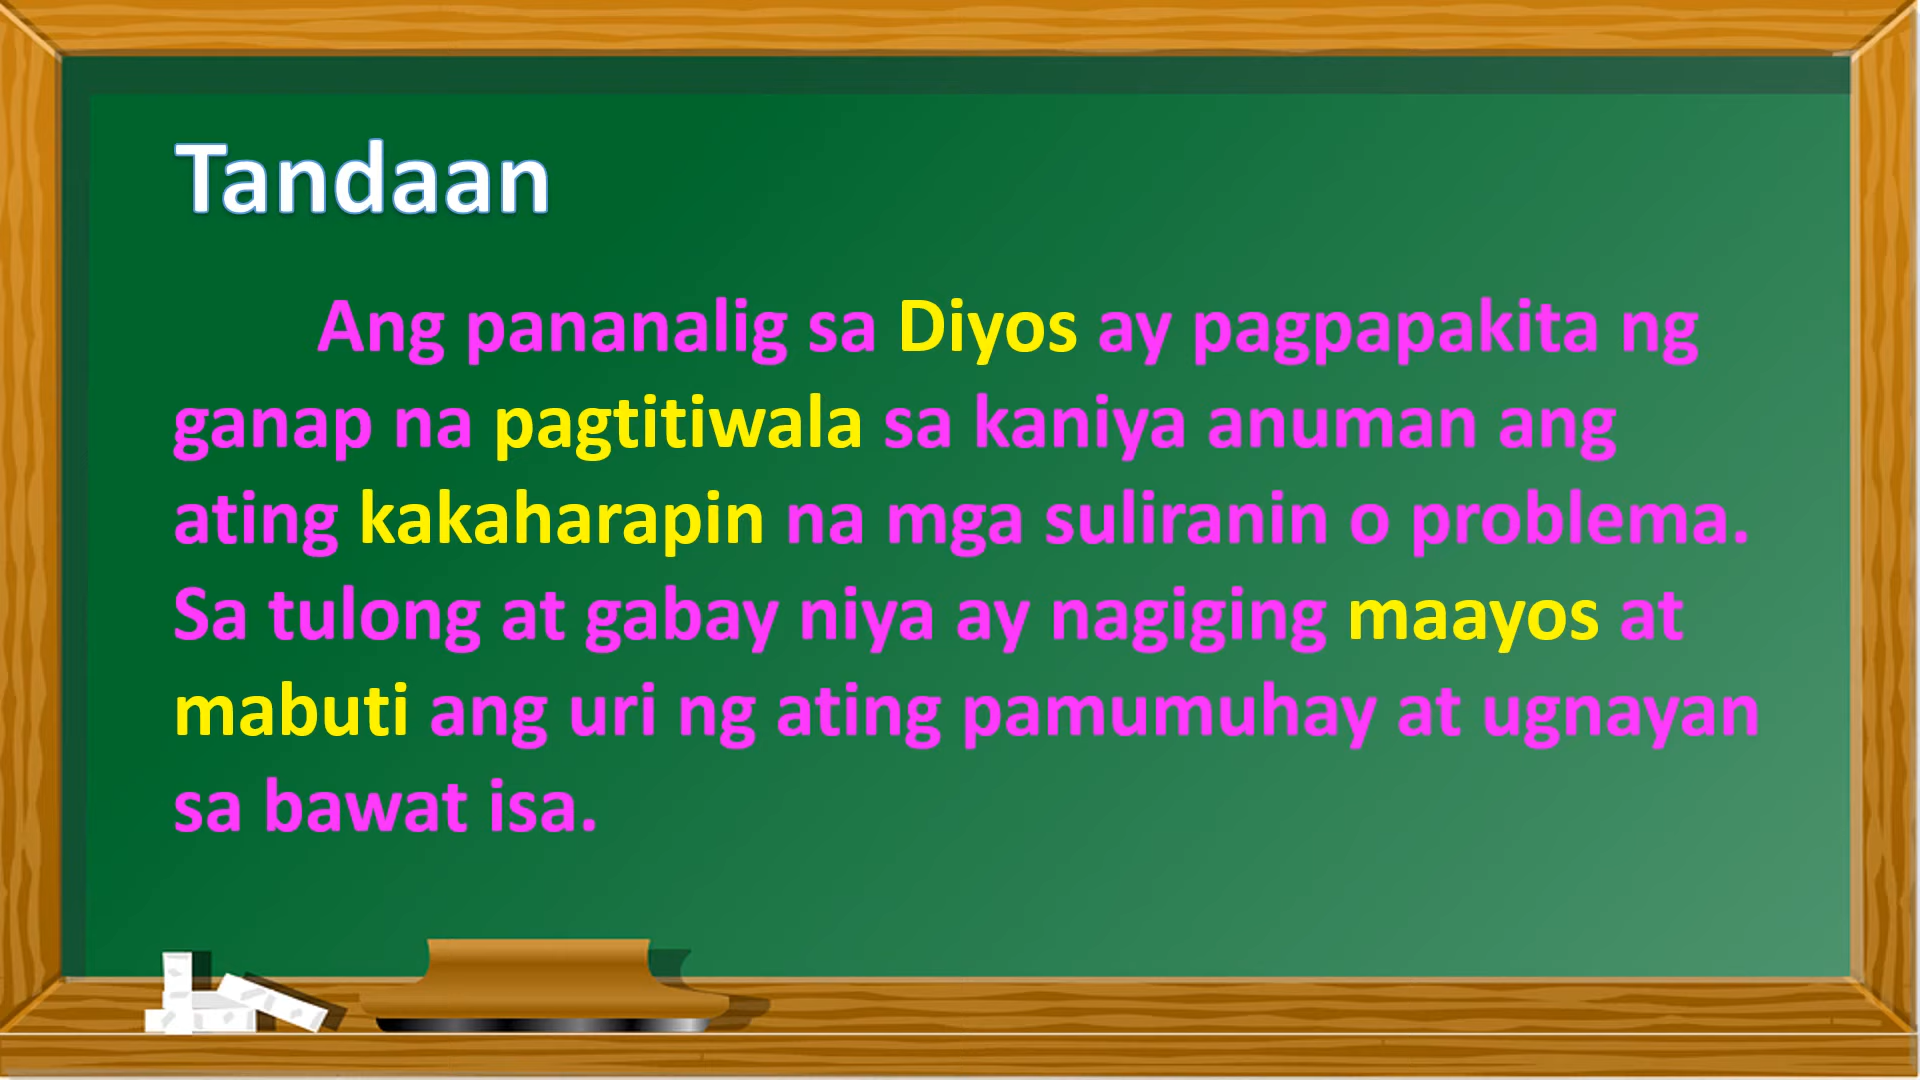 Tandaan
Ang pananalig sa Diyos ay pagpapakita ng
ganap na pagtitiwala sa kaniya anuman ang
ating kakaharapin na mga suliranin o problema.
Sa tulong at gabay niya ay nagiging maayos at
mabuti ang uri ng ating pamumuhay at ugnayan
sa bawat isa.